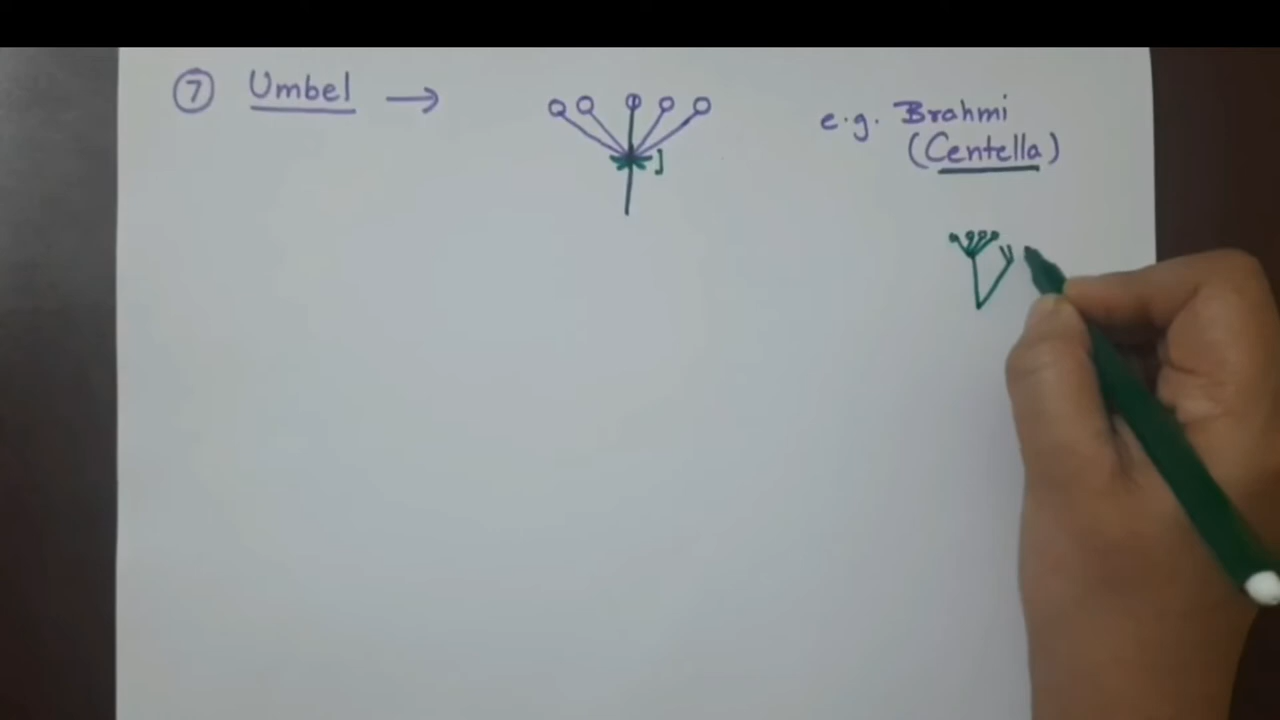 7 Umbel →
e.g. Brahmi
(Centella)